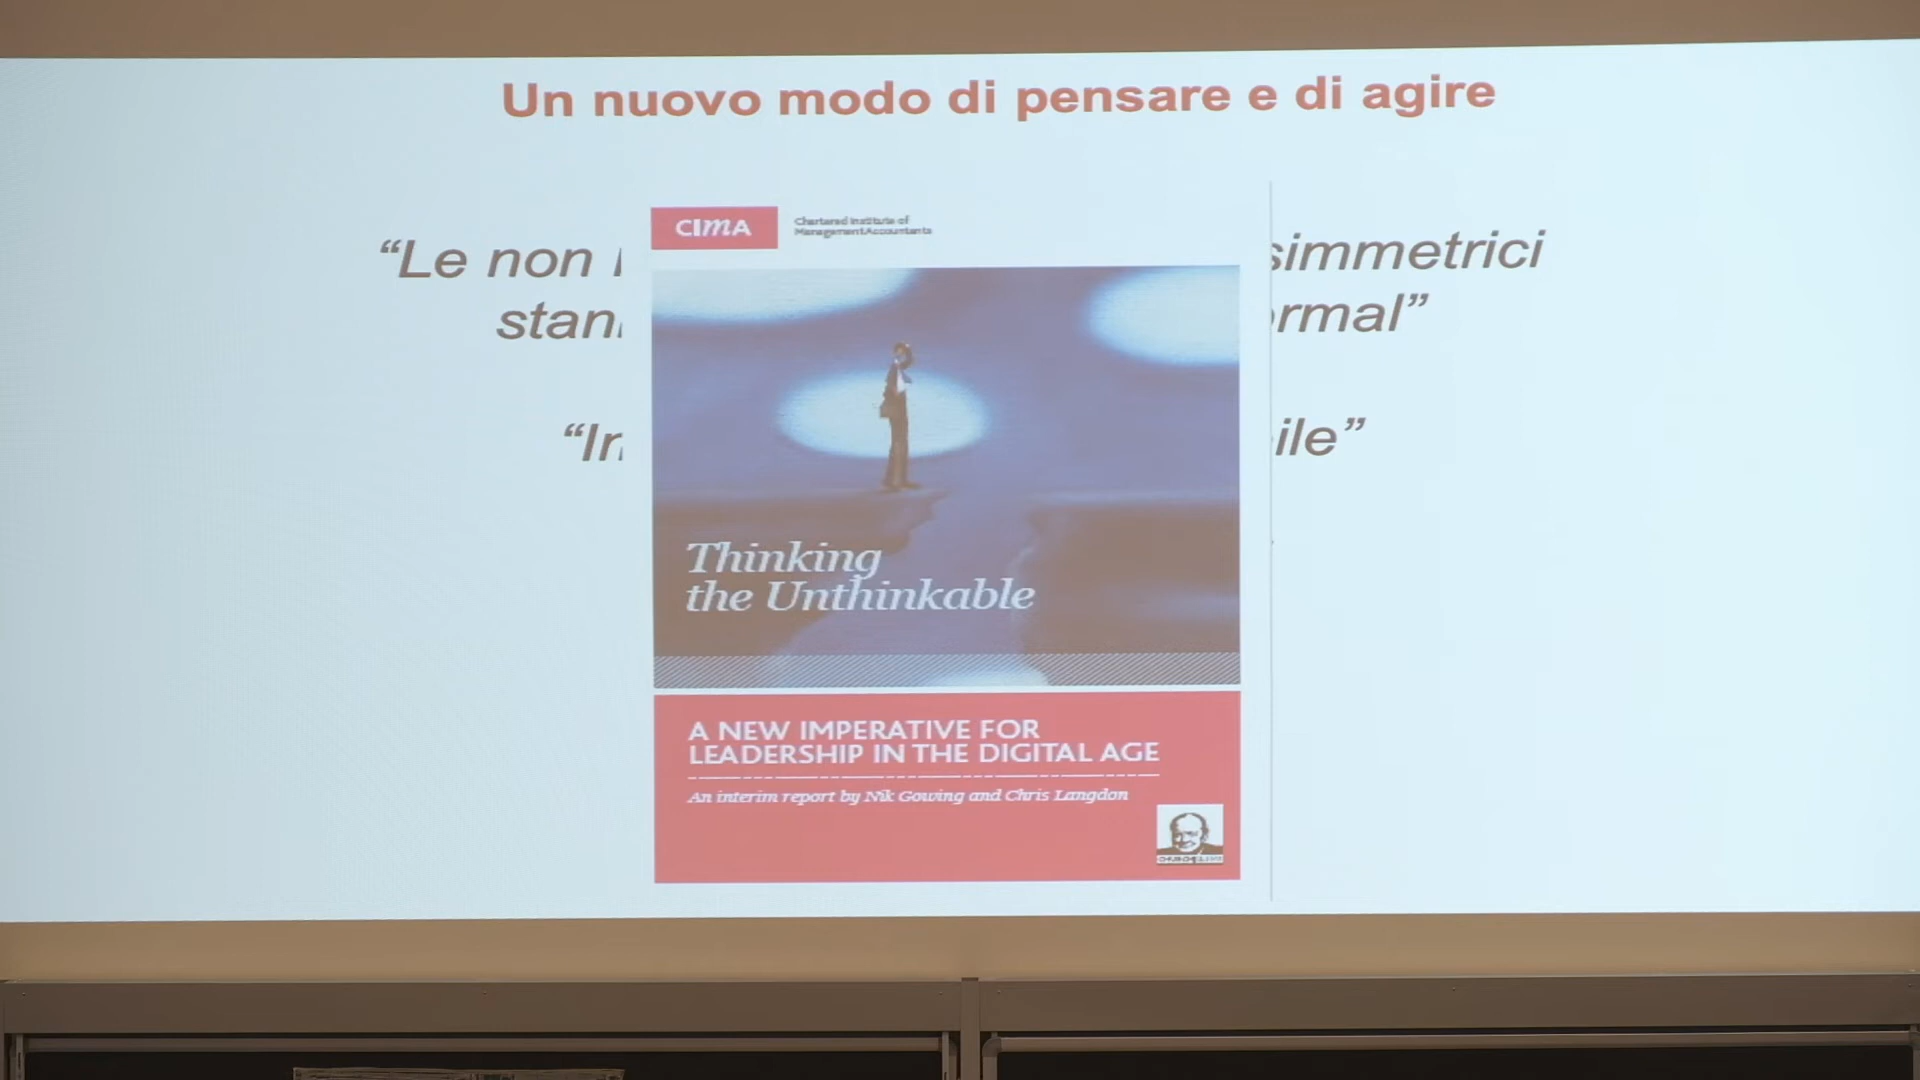 Un nuovo modo di pensare e di agire
CIMA
Chartered Institute of
Management Accountants
“Le non
simmetrici
rmal”
ile”
Thinking
the Unthinkable
A NEW IMPERATIVE FOR
LEADERSHIP IN THE DIGITAL AGE
An interim report by Nik Gowing and Chris Langdon